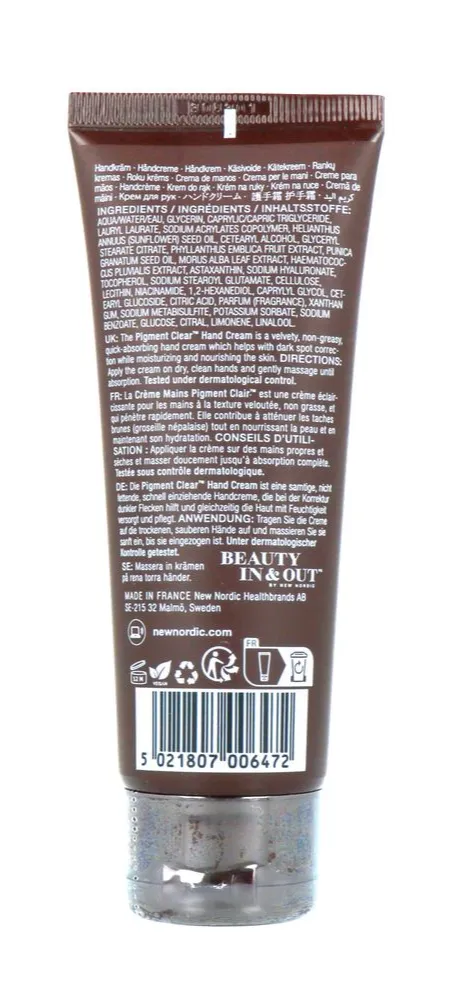 Handkräm - Håndcreme - Håndkrem - Käsivoide - Kätekreem - Rankų
kremas - Roku krēms - Crema de manos - Crema per le mani - Creme para
mãos - Handcrème - Krem do rąk - Krém na ruky - Krém na ruce - Cremă de
mâini - Крем для рук - ハンドクリーム - 護手霜 护手霜 - كريم اليد
INGREDIENTS / INGRÉDIENTS / INHALTSSTOFFE:
AQUA/WATER/EAU, GLYCERIN, CAPRYLIC/CAPRIC TRIGLYCERIDE,
LAURYL LAURATE, SODIUM ACRYLATES COPOLYMER, HELIANTHUS
ANNUUS (SUNFLOWER) SEED OIL, CETEARYL ALCOHOL, GLYCERYL
STEARATE CITRATE, PHYLLANTHUS EMBLICA FRUIT EXTRACT, PUNICA
GRANATUM SEED OIL, MORUS ALBA LEAF EXTRACT, HAEMATOCOC-
CUS PLUVIALIS EXTRACT, ASTAXANTHIN, SODIUM HYALURONATE,
TOCOPHEROL, SODIUM STEAROYL GLUTAMATE, CELLULOSE,
LECITHIN, NIACINAMIDE, 1,2-HEXANEDIOL, CAPRYLYL GLYCOL, CET-
EARYL GLUCOSIDE, CITRIC ACID, PARFUM (FRAGRANCE), XANTHAN
GUM, SODIUM METABISULFITE, POTASSIUM SORBATE, SODIUM
BENZOATE, GLUCOSE, CITRAL, LIMONENE, LINALOOL.
UK: The Pigment Clear™ Hand Cream is a velvety, non-greasy,
quick-absorbing hand cream which helps with dark spot correc-
tion while moisturizing and nourishing the skin. DIRECTIONS:
Apply the cream on dry, clean hands and gently massage until
absorption. Tested under dermatological control.
FR: La Crème Mains Pigment Clair™ est une crème éclair-
cissante pour les mains à la texture veloutée, non grasse, et
qui pénètre rapidement. Elle contribue à atténuer les taches
brunes (groseille népalaise) tout en nourrissant la peau et en
maintenant son hydratation. CONSEILS D'UTILI-
SATION : Appliquer la crème sur des mains propres et
sèches et masser doucement jusqu'à absorption complète.
Testée sous contrôle dermatologique.
DE: Die Pigment Clear™ Hand Cream ist eine samtige, nicht
fettende, schnell einziehende Handcreme, die bei der Korrektur
dunkler Flecken hilft und gleichzeitig die Haut mit Feuchtigkeit
versorgt und pflegt. ANWENDUNG: Tragen Sie die Creme
auf die trockenen, sauberen Hände auf und massieren Sie sie
sanft ein, bis sie eingezogen ist. Unter dermatologischer
Kontrolle getestet.
SE: Massera in krämen
på rena torra händer.
BEAUTY
IN & OUT™
BY NEW NORDIC
MADE IN FRANCE New Nordic Healthbrands AB
SE-215 32 Malmö, Sweden
newnordic.com
FR
12 M
VEGAN
5 021807 006472